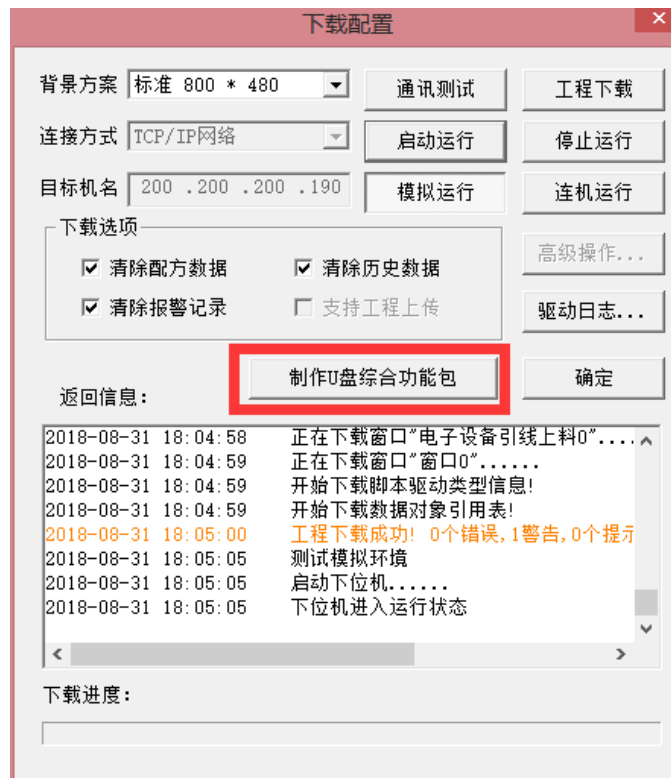 下载配置
背景方案 标准 800 * 480 通讯测试 工程下载
连接方式 TCP/IP网络 启动运行 停止运行
目标机名 200 .200 .200 .190 模拟运行 连机运行
下载选项
高级操作...
清除配方数据 清除历史数据
清除报警记录 支持工程上传 驱动日志...
制作U盘综合功能包 确定
返回信息:
2018-08-31 18:04:58 正在下载窗口"电子设备引线上料0"....
2018-08-31 18:04:59 正在下载窗口"窗口0"......
2018-08-31 18:04:59 开始下载脚本驱动类型信息!
2018-08-31 18:04:59 开始下载数据对象引用表!
2018-08-31 18:05:00 工程下载成功! 0个错误,1警告,0个提示
2018-08-31 18:05:05 测试模拟环境
2018-08-31 18:05:05 启动下位机......
2018-08-31 18:05:05 下位机进入运行状态
下载进度: